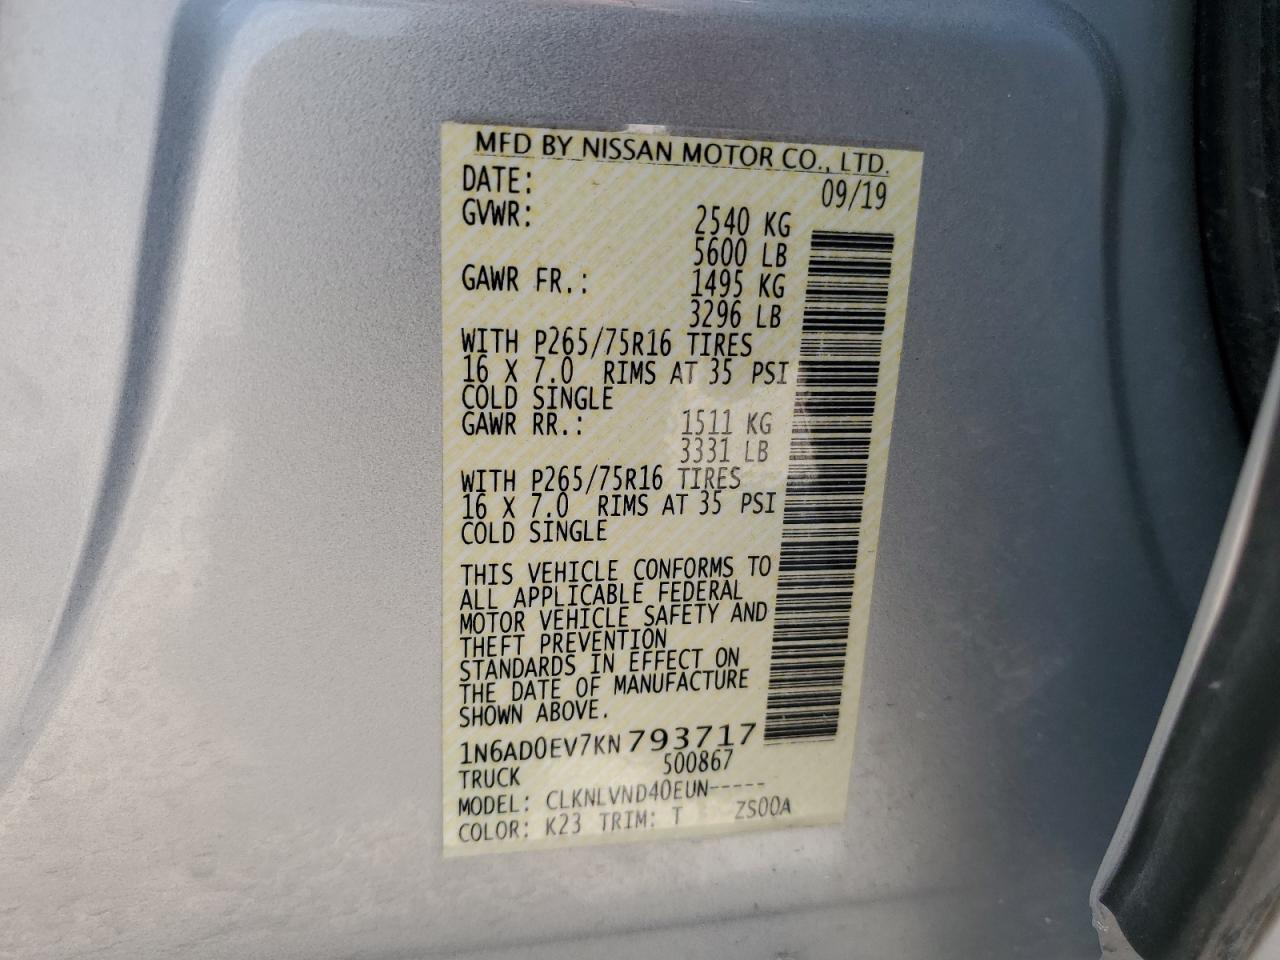 MFD BY NISSAN MOTOR CO., LTD.
DATE: 09/19
GVWR: 2540 KG
5600 LB
GAWR FR.: 1495 KG
3296 LB
WITH P265/75R16 TIRES
16 X 7.0 RIMS AT 35 PSI
COLD SINGLE
GAWR RR.: 1511 KG
3331 LB
WITH P265/75R16 TIRES
16 X 7.0 RIMS AT 35 PSI
COLD SINGLE
THIS VEHICLE CONFORMS TO
ALL APPLICABLE FEDERAL
MOTOR VEHICLE SAFETY AND
THEFT PREVENTION
STANDARDS IN EFFECT ON
THE DATE OF MANUFACTURE
SHOWN ABOVE.
1N6AD0EV7KN793717
TRUCK 500867
MODEL: CLKNLVND40EUN-----
COLOR: K23 TRIM: T ZS00A